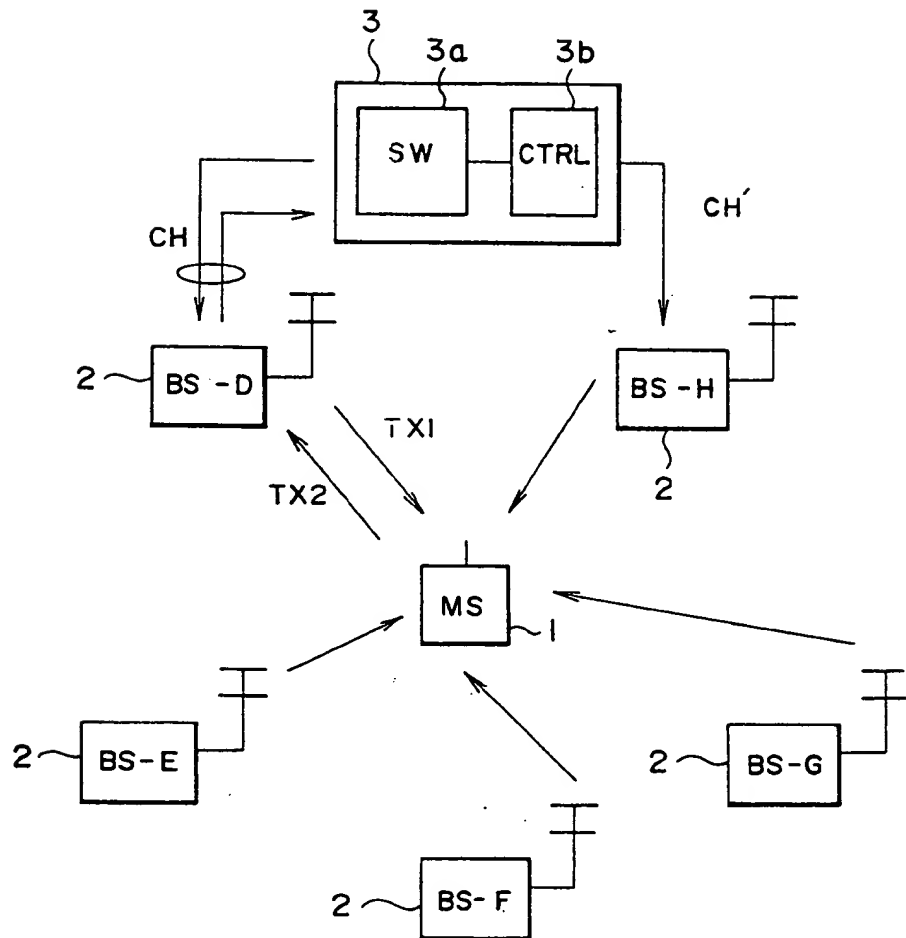 3
3a
3b
SW
CTRL
CH
CH'
2
BS-D
BS-H
2
TX1
TX2
MS
1
2
BS-E
2
BS-G
2
BS-F